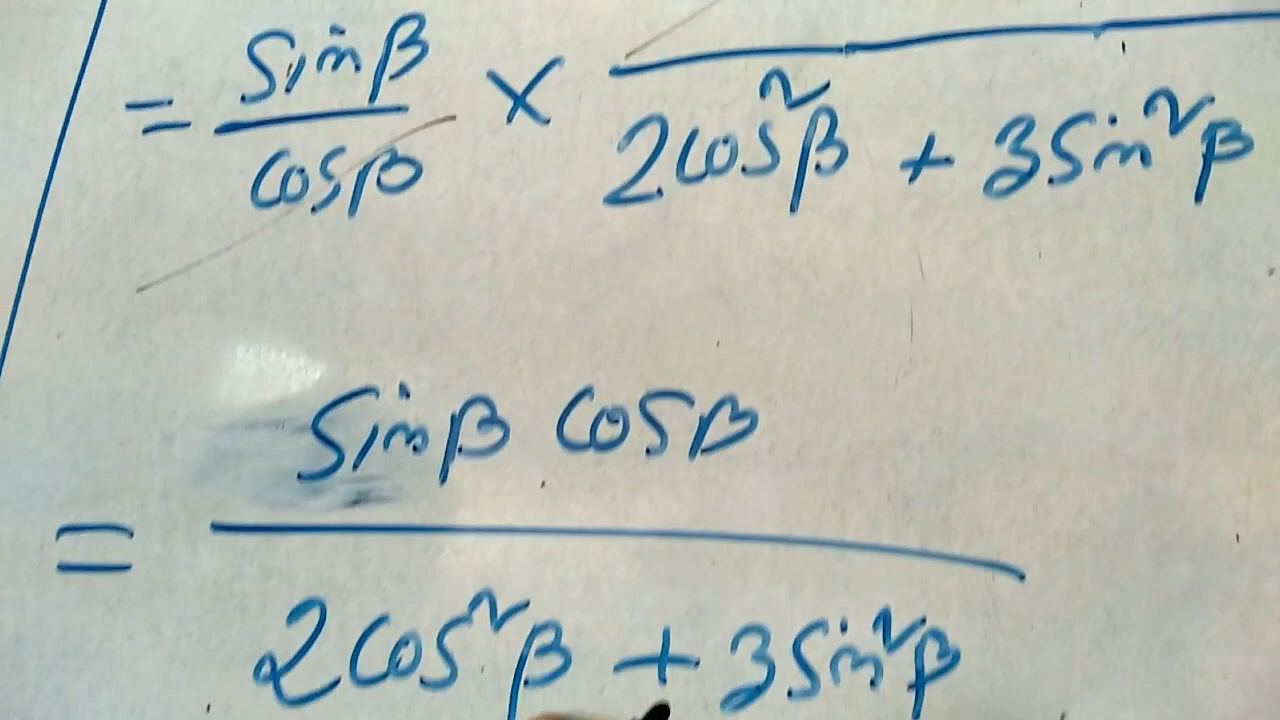 = sinβ / cosβ × / 2cos²β + 3sin²β
= sinβ cosβ / 2cos²β + 3sin²β